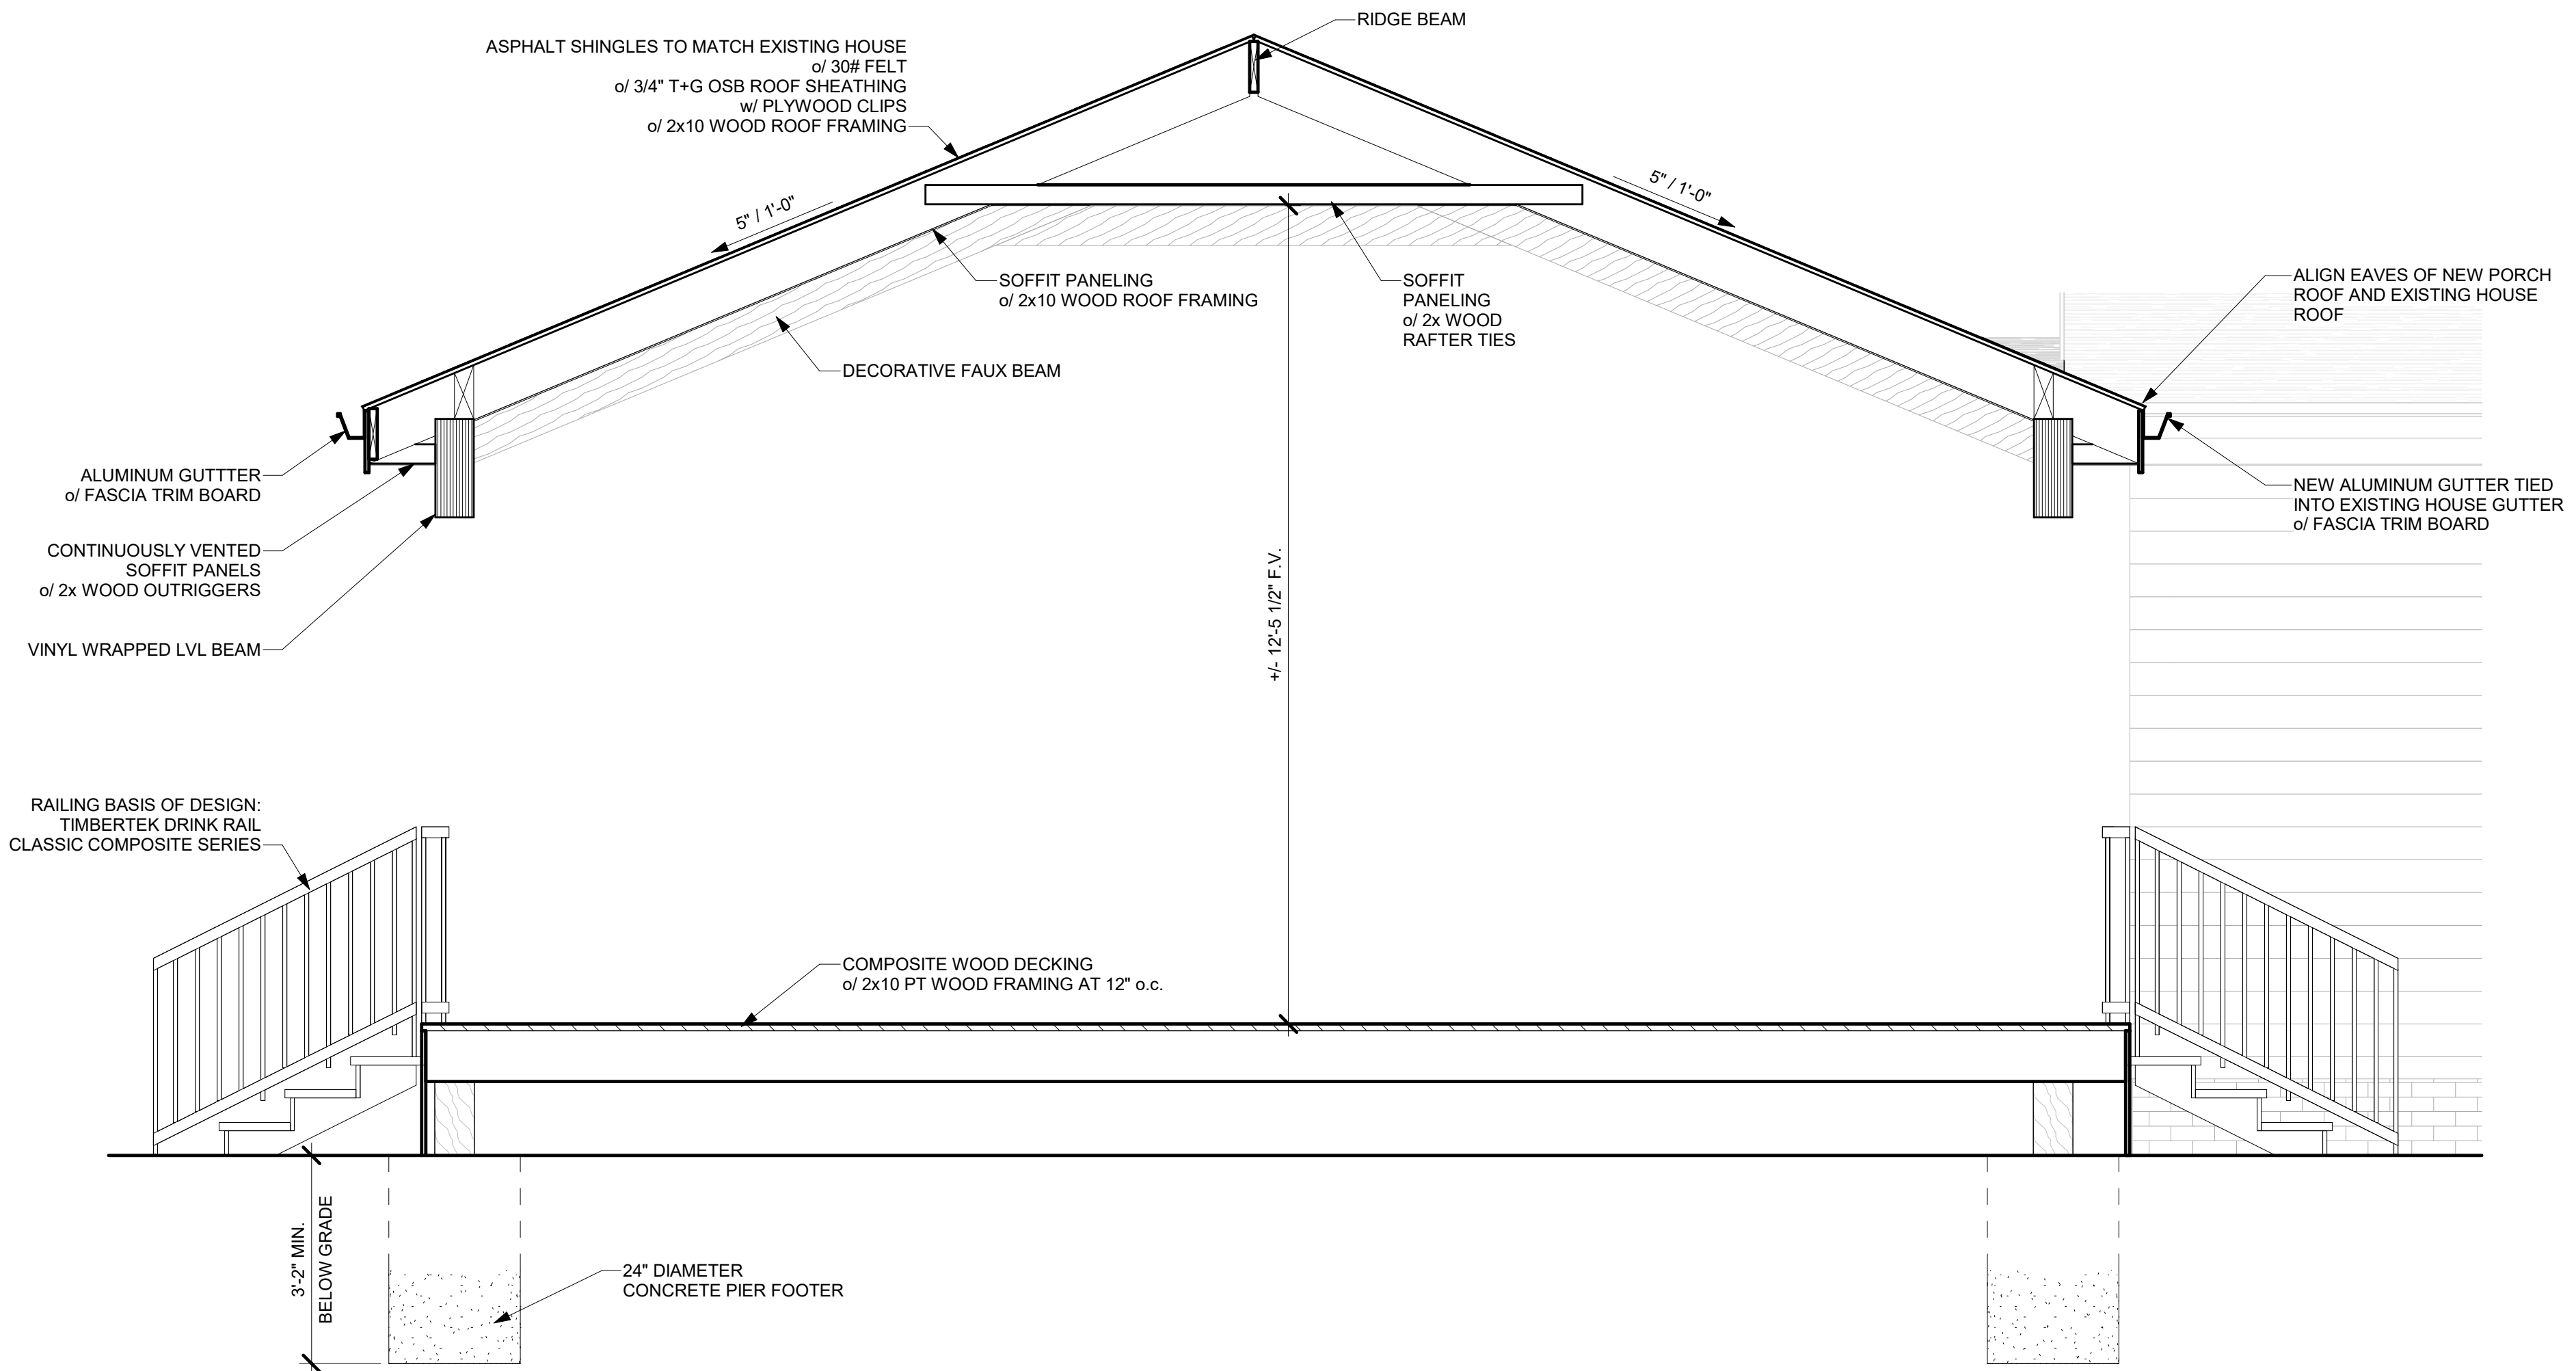 RIDGE BEAM
ASPHALT SHINGLES TO MATCH EXISTING HOUSE
o/ 30# FELT
o/ 3/4" T+G OSB ROOF SHEATHING
w/ PLYWOOD CLIPS
o/ 2x10 WOOD ROOF FRAMING
5" / 1'-0"
5" / 1'-0"
SOFFIT PANELING
o/ 2x10 WOOD ROOF FRAMING
SOFFIT
PANELING
o/ 2x WOOD
RAFTER TIES
ALIGN EAVES OF NEW PORCH
ROOF AND EXISTING HOUSE
ROOF
DECORATIVE FAUX BEAM
ALUMINUM GUTTTER
o/ FASCIA TRIM BOARD
NEW ALUMINUM GUTTER TIED
INTO EXISTING HOUSE GUTTER
o/ FASCIA TRIM BOARD
CONTINUOUSLY VENTED
SOFFIT PANELS
o/ 2x WOOD OUTRIGGERS
VINYL WRAPPED LVL BEAM
+/- 12'-5 1/2" F.V.
RAILING BASIS OF DESIGN:
TIMBERTEK DRINK RAIL
CLASSIC COMPOSITE SERIES
COMPOSITE WOOD DECKING
o/ 2x10 PT WOOD FRAMING AT 12" o.c.
3'-2" MIN.
BELOW GRADE
24" DIAMETER
CONCRETE PIER FOOTER